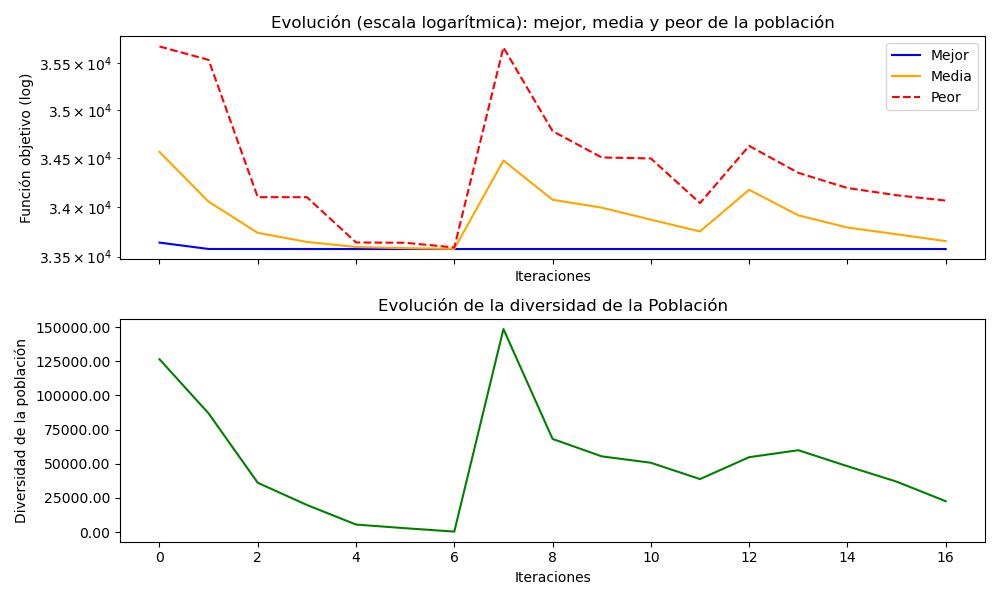 Evolución (escala logarítmica): mejor, media y peor de la población
Función objetivo (log)
3.55 × 10⁴
3.5 × 10⁴
3.45 × 10⁴
3.4 × 10⁴
3.35 × 10⁴
Mejor
Media
Peor
Iteraciones
Evolución de la diversidad de la Población
Diversidad de la población
150000.00
125000.00
100000.00
75000.00
50000.00
25000.00
0.00
0 2 4 6 8 10 12 14 16
Iteraciones